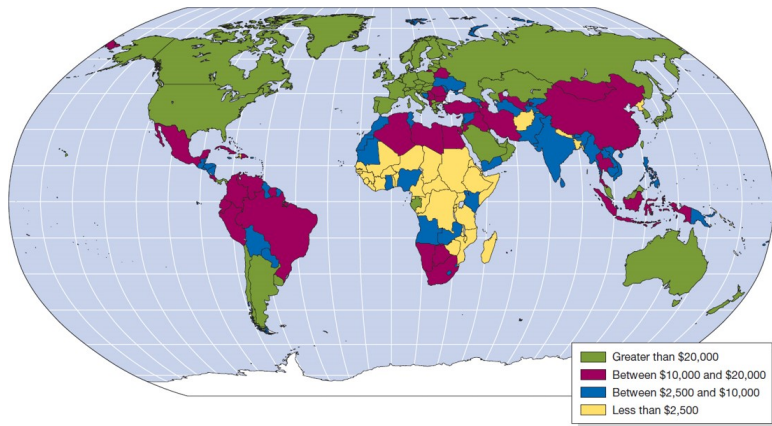 Greater than $20,000
Between $10,000 and $20,000
Between $2,500 and $10,000
Less than $2,500